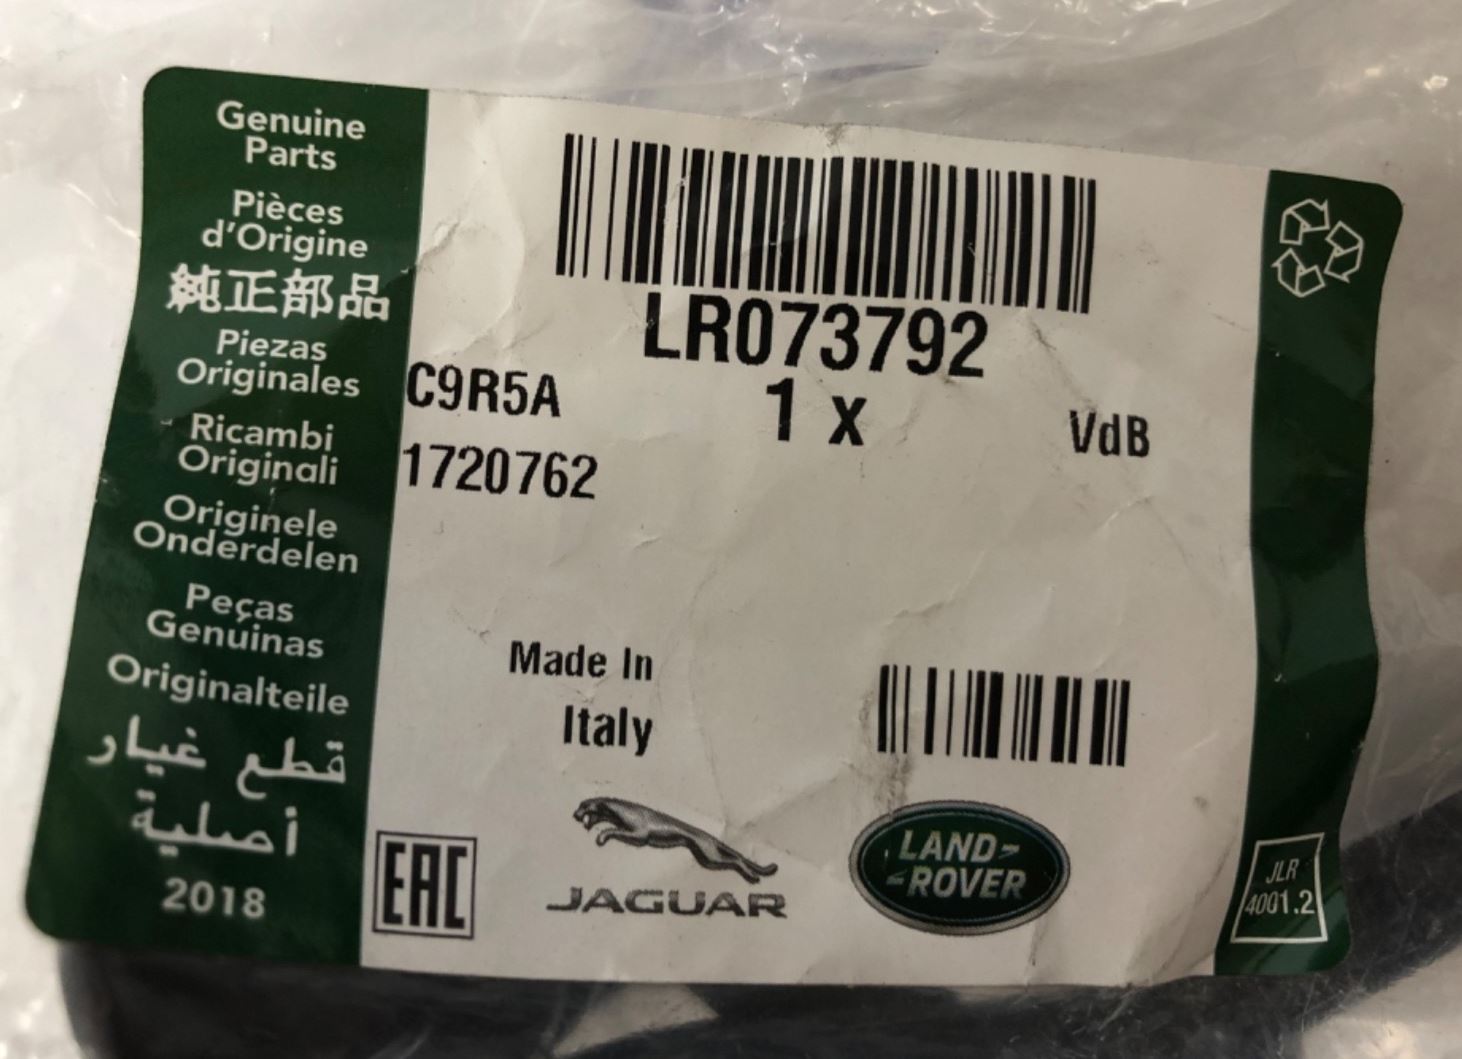 Genuine
Parts
Pièces
d'Origine
純正部品
Piezas
Originales
Ricambi
Originali
Originele
Onderdelen
Peças
Genuinas
Originalteile
قطع غيار
أصلية
2018
LR073792
C9R5A
1 x
VdB
1720762
Made In
Italy
EAC
JAGUAR
LAND-
-ROVER
JLR
4001.2